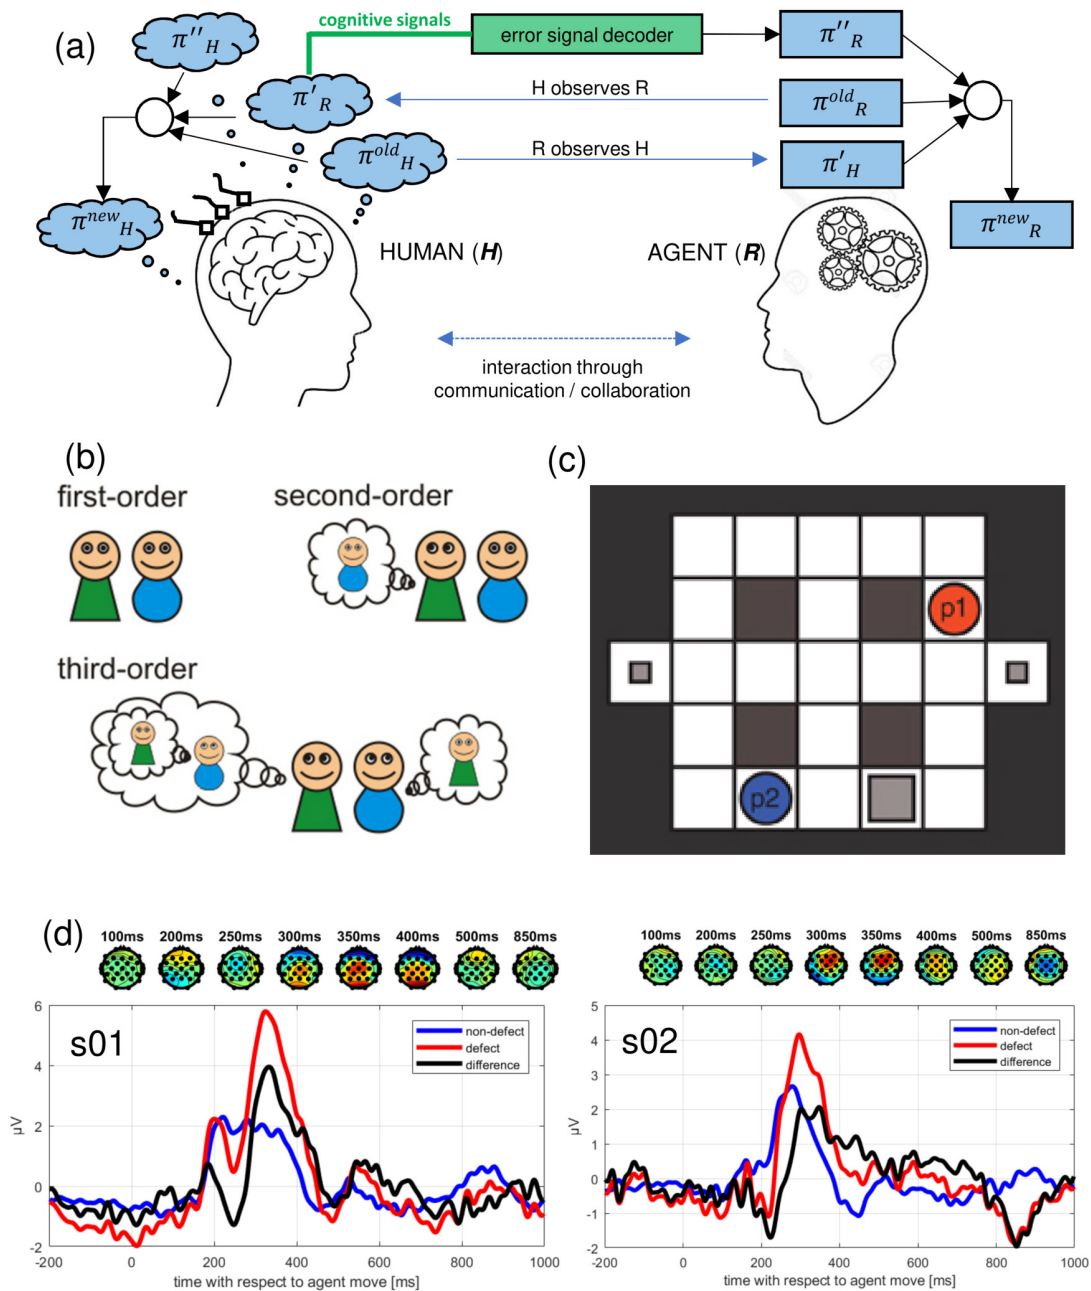 (a)
cognitive signals
error signal decoder
π''H
π''R
π'R
H observes R
π^old R
π^old H
R observes H
π'H
π^new H
π^new R
HUMAN (H)
AGENT (R)
interaction through
communication / collaboration
(b)
first-order
second-order
third-order
(c)
p1
p2
(d)
100ms 200ms 250ms 300ms 350ms 400ms 500ms 850ms
s01
non-defect
defect
difference
6
4
2
0
-2
μV
-200 0 200 400 600 800 1000
time with respect to agent move [ms]
100ms 200ms 250ms 300ms 350ms 400ms 500ms 850ms
s02
non-defect
defect
difference
5
4
3
2
1
0
-1
-2
μV
-200 0 200 400 600 800 1000
time with respect to agent move [ms]